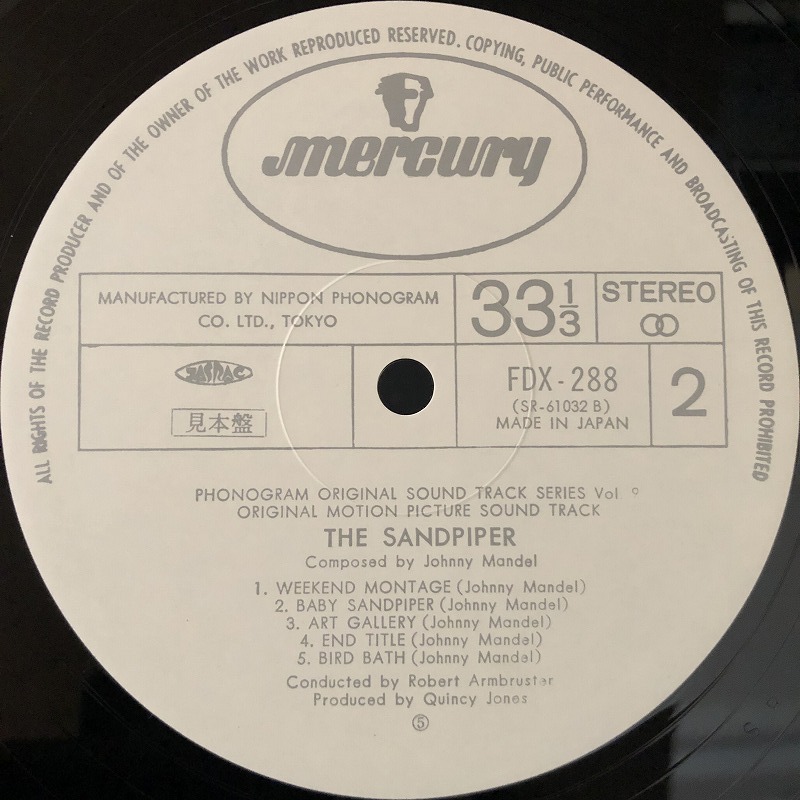 ALL RIGHTS OF THE RECORD PRODUCER AND OF THE OWNER OF THE WORK REPRODUCED RESERVED. COPYING, PUBLIC PERFORMANCE AND BROADCASTING OF THIS RECORD PROHIBITED
mercury
MANUFACTURED BY NIPPON PHONOGRAM
CO. LTD., TOKYO
33 1/3
STEREO
JASRAC
見本盤
FDX-288
(SR-61032 B)
MADE IN JAPAN
2
PHONOGRAM ORIGINAL SOUND TRACK SERIES Vol 9
ORIGINAL MOTION PICTURE SOUND TRACK
THE SANDPIPER
Composed by Johnny Mandel
1. WEEKEND MONTAGE (Johnny Mandel)
2. BABY SANDPIPER (Johnny Mandel)
3. ART GALLERY (Johnny Mandel)
4. END TITLE (Johnny Mandel)
5. BIRD BATH (Johnny Mandel)
Conducted by Robert Armbruster
Produced by Quincy Jones
⑤